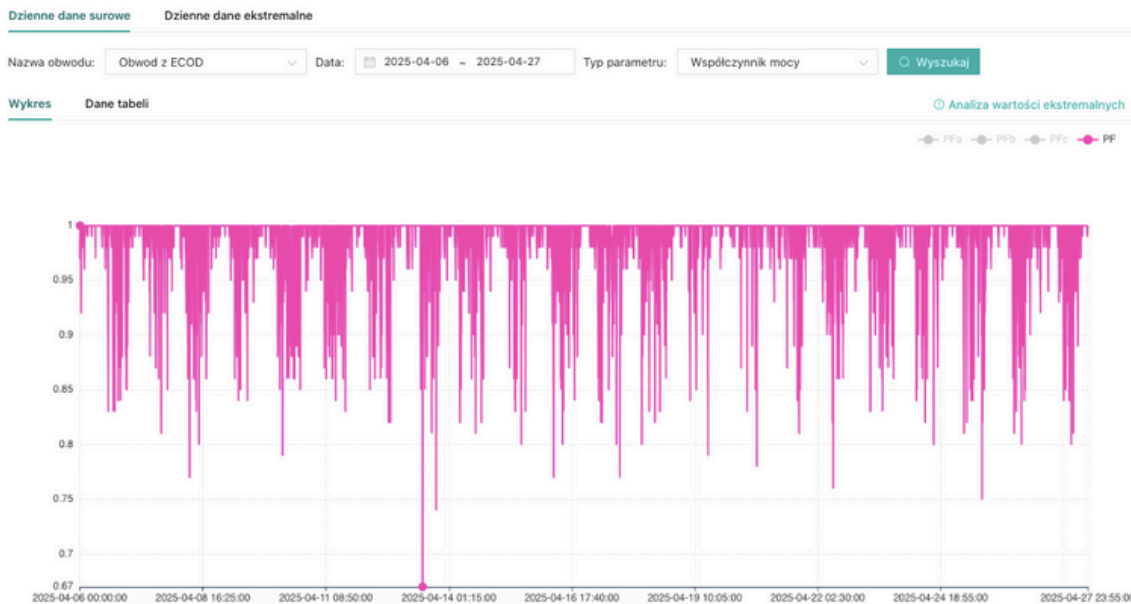 Dzienne dane surowe Dzienne dane ekstremalne
Nazwa obwodu: Obwod z ECOD Data: 2025-04-06 ~ 2025-04-27 Typ parametru: Współczynnik mocy Wyszukaj
Wykres Dane tabeli Analiza wartości ekstremalnych
PFa PFb PFc PF
1
0.95
0.9
0.85
0.8
0.75
0.7
0.67
2025-04-06 00:00:00 2025-04-08 16:25:00 2025-04-11 08:50:00 2025-04-14 01:15:00 2025-04-16 17:40:00 2025-04-19 10:05:00 2025-04-22 02:30:00 2025-04-24 18:55:00 2025-04-27 23:55:00